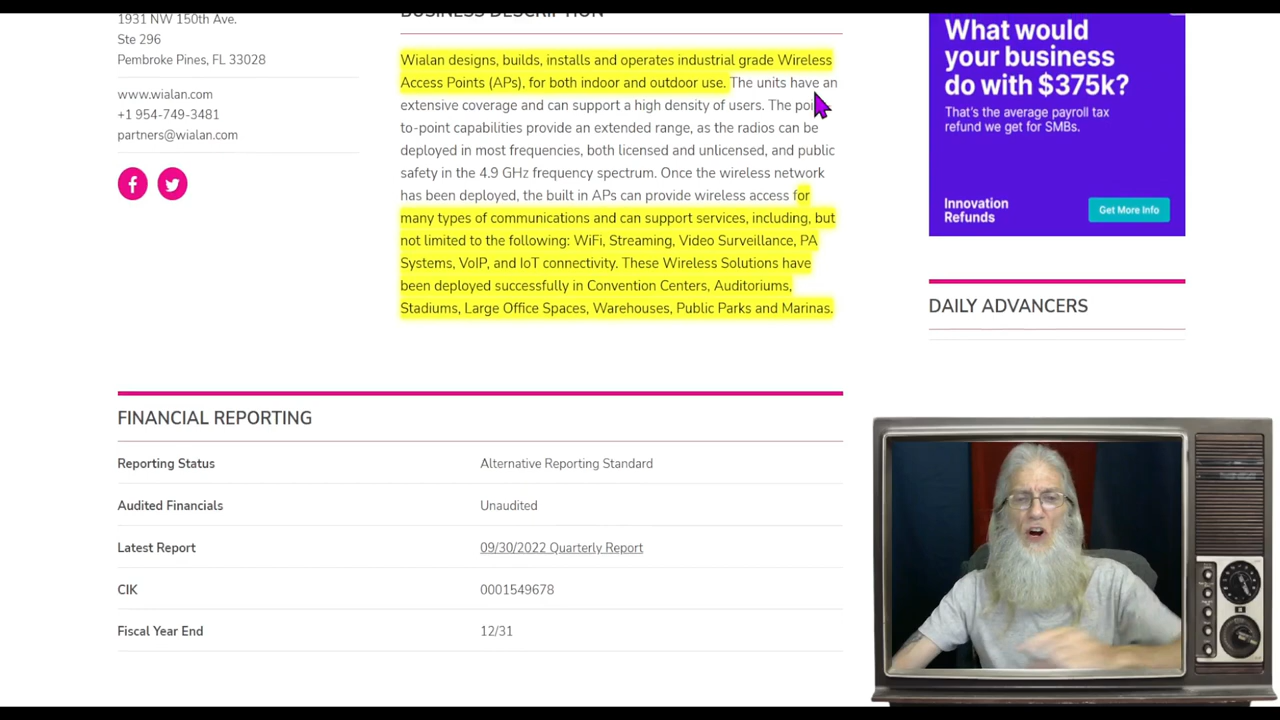 1931 NW 150th Ave.
Ste 296
Pembroke Pines, FL 33028
www.wialan.com
+1 954-749-3481
partners@wialan.com
BUSINESS DESCRIPTION
Wialan designs, builds, installs and operates industrial grade Wireless
Access Points (APs), for both indoor and outdoor use. The units have an
extensive coverage and can support a high density of users. The
to-point capabilities provide an extended range, as the radios can be
deployed in most frequencies, both licensed and unlicensed, and public
safety in the 4.9 GHz frequency spectrum. Once the wireless network
has been deployed, the built in APs can provide wireless access for
many types of communications and can support services, including, but
not limited to the following: WiFi, Streaming, Video Surveillance, PA
Systems, VoIP, and IoT connectivity. These Wireless Solutions have
been deployed successfully in Convention Centers, Auditoriums,
Stadiums, Large Office Spaces, Warehouses, Public Parks and Marinas.
What would
your business
do with $375k?
That's the average payroll tax
refund we get for SMBs.
Innovation
Refunds
Get More Info
DAILY ADVANCERS
FINANCIAL REPORTING
Reporting Status Alternative Reporting Standard
Audited Financials Unaudited
Latest Report 09/30/2022 Quarterly Report
CIK 0001549678
Fiscal Year End 12/31